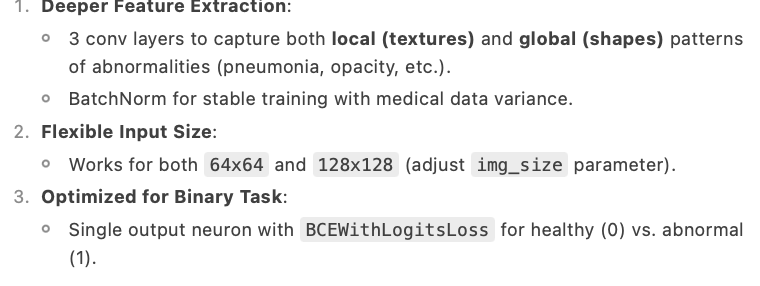 1. Deeper Feature Extraction:
3 conv layers to capture both local (textures) and global (shapes) patterns
of abnormalities (pneumonia, opacity, etc.).
BatchNorm for stable training with medical data variance.
2. Flexible Input Size:
Works for both 64x64 and 128x128 (adjust img_size parameter).
3. Optimized for Binary Task:
Single output neuron with BCEWithLogitsLoss for healthy (0) vs. abnormal
(1).